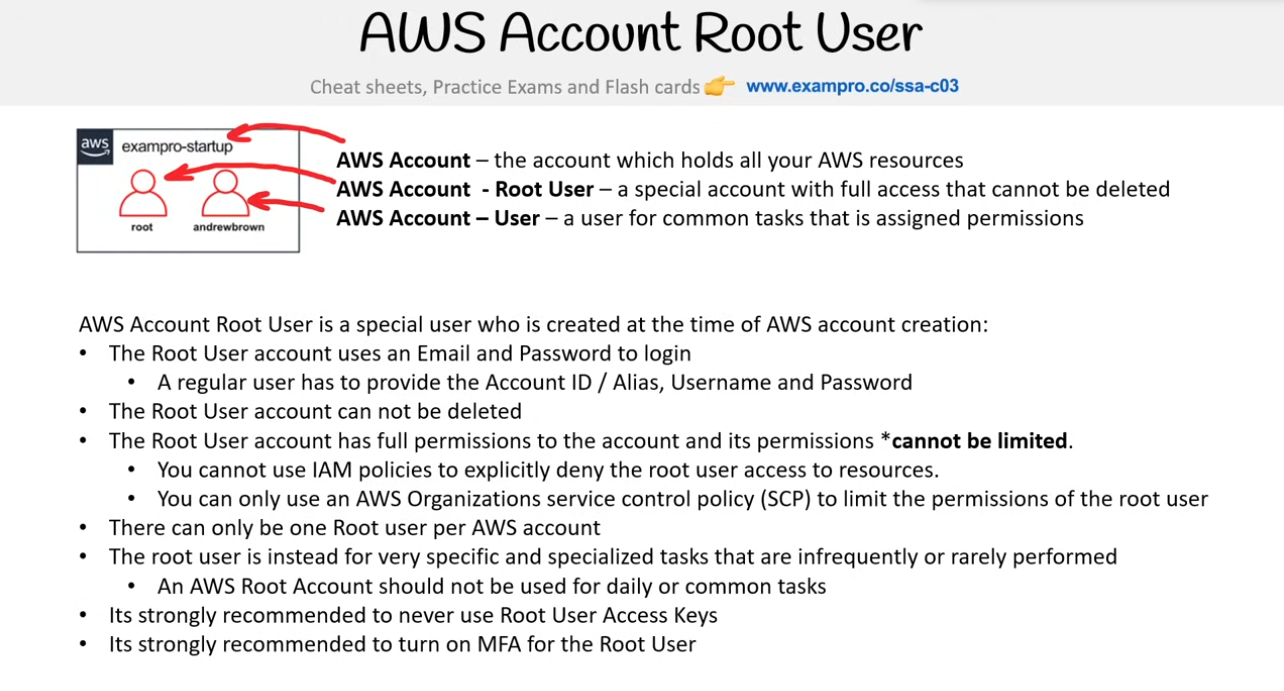 AWS Account Root User
Cheat sheets, Practice Exams and Flash cards 👉 www.exampro.co/ssa-c03
aws exampro-startup
root andrewbrown
AWS Account – the account which holds all your AWS resources
AWS Account - Root User – a special account with full access that cannot be deleted
AWS Account – User – a user for common tasks that is assigned permissions
AWS Account Root User is a special user who is created at the time of AWS account creation:
• The Root User account uses an Email and Password to login
• A regular user has to provide the Account ID / Alias, Username and Password
• The Root User account can not be deleted
• The Root User account has full permissions to the account and its permissions *cannot be limited.
• You cannot use IAM policies to explicitly deny the root user access to resources.
• You can only use an AWS Organizations service control policy (SCP) to limit the permissions of the root user
• There can only be one Root user per AWS account
• The root user is instead for very specific and specialized tasks that are infrequently or rarely performed
• An AWS Root Account should not be used for daily or common tasks
• Its strongly recommended to never use Root User Access Keys
• Its strongly recommended to turn on MFA for the Root User